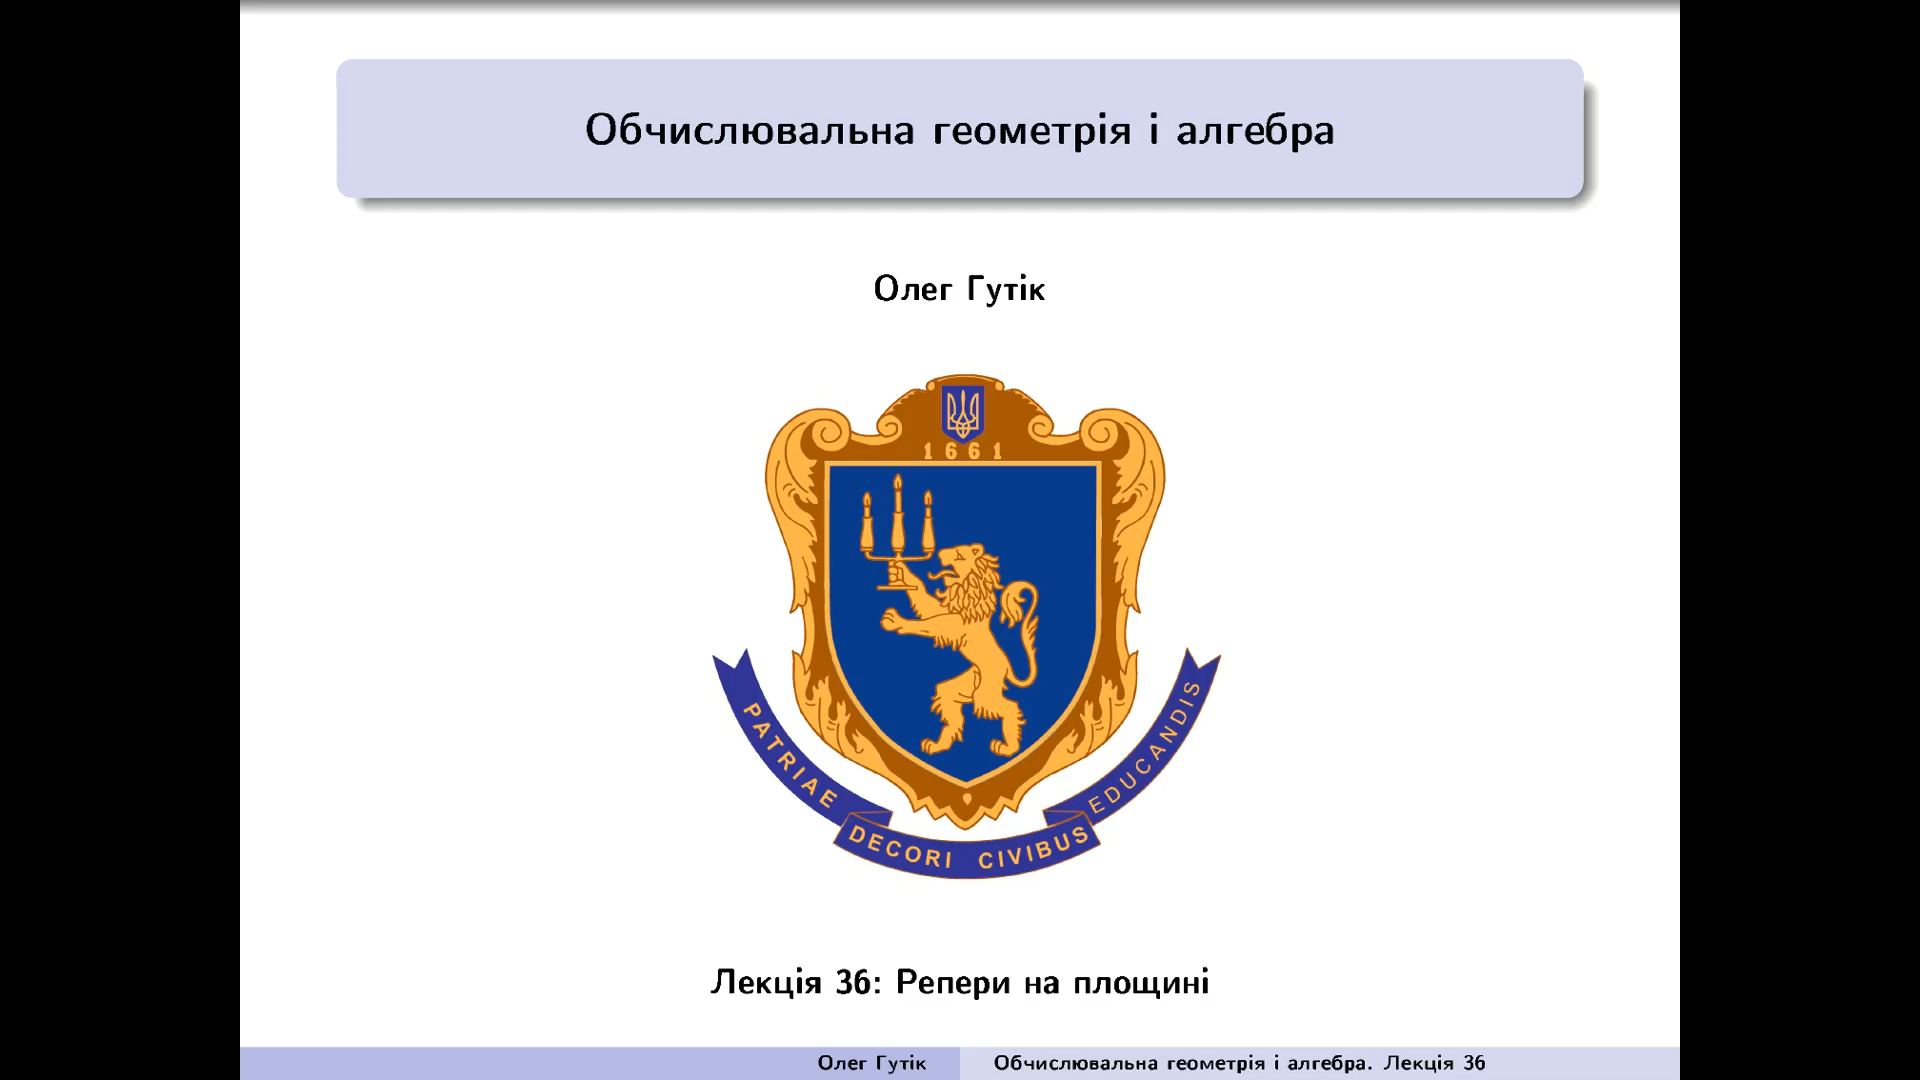 Обчислювальна геометрія і алгебра
Олег Гутік
1661
PATRIAE DECORI CIVIBUS EDUCANDIS
Лекція 36: Репери на площині
Олег Гутік
Обчислювальна геометрія і алгебра. Лекція 36